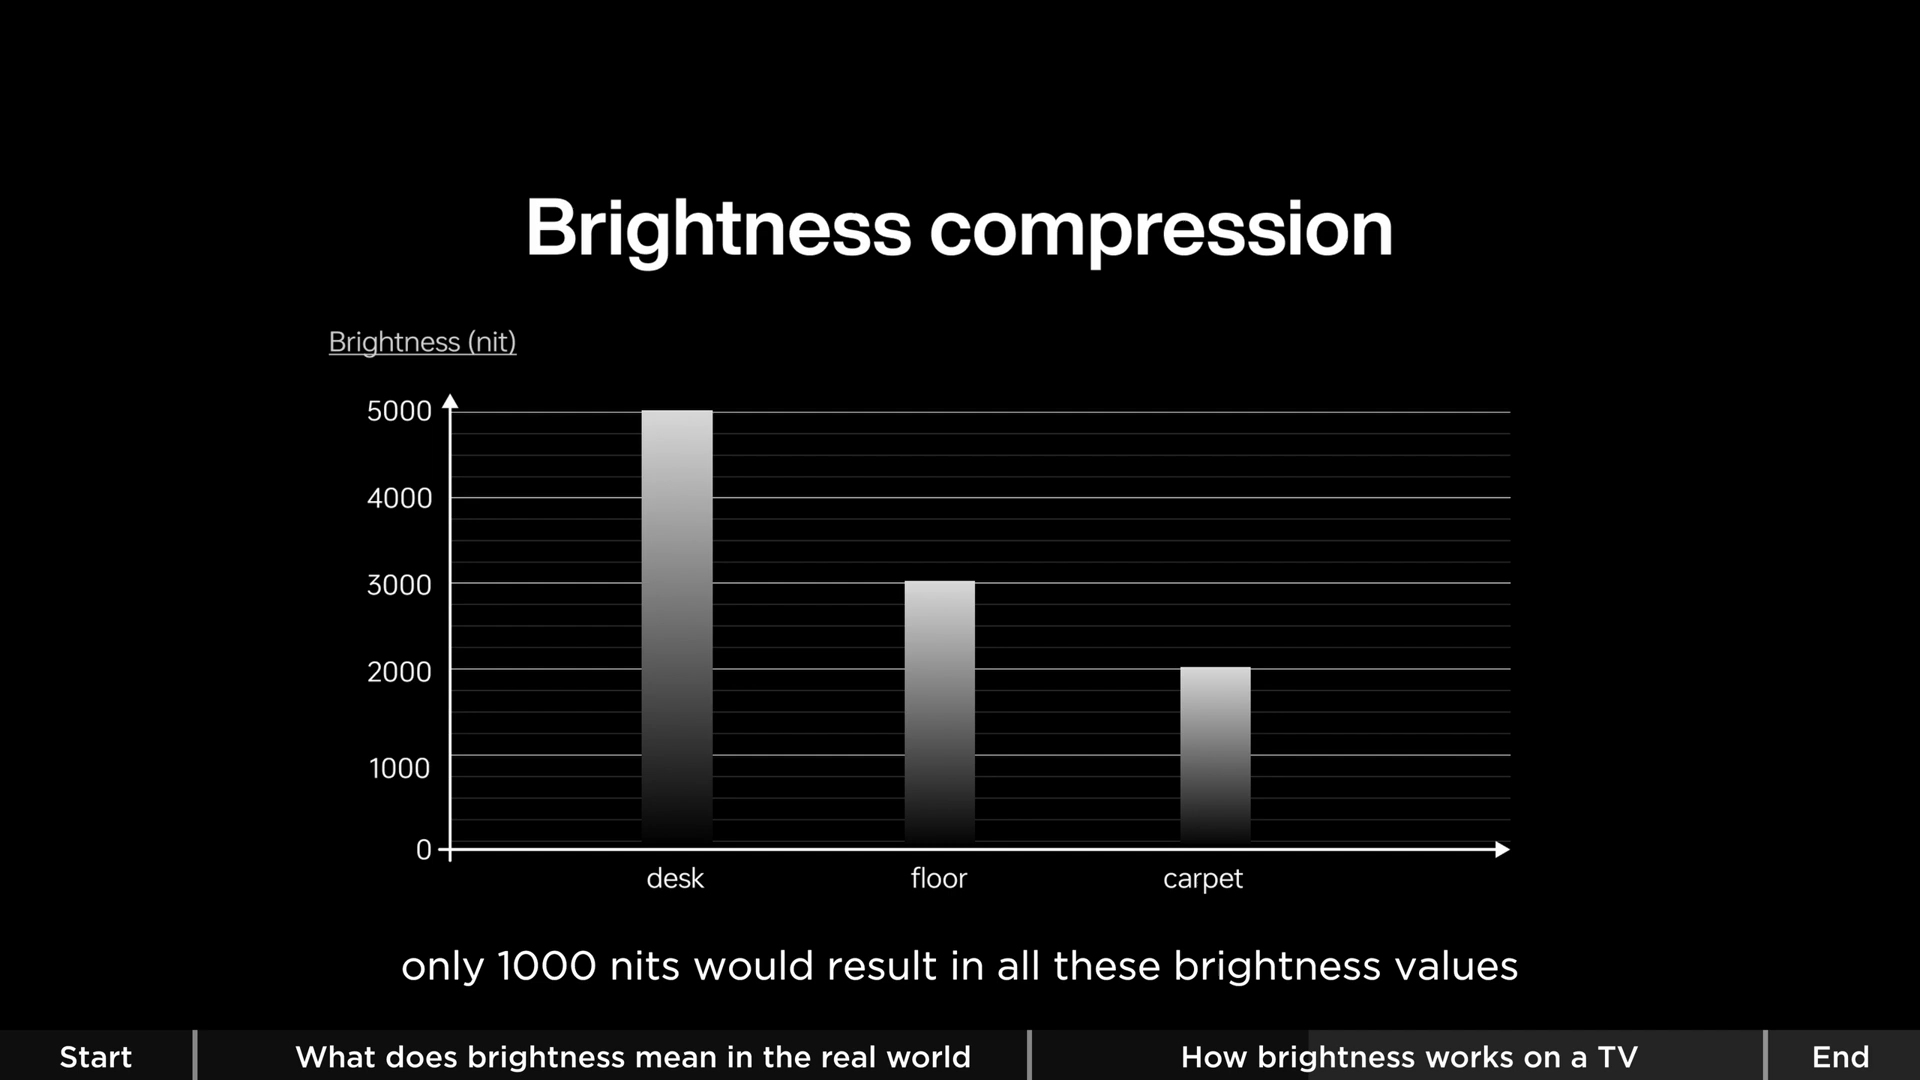 Brightness compression
Brightness (nit)
5000
4000
3000
2000
1000
0
desk floor carpet
only 1000 nits would result in all these brightness values
Start What does brightness mean in the real world How brightness works on a TV End